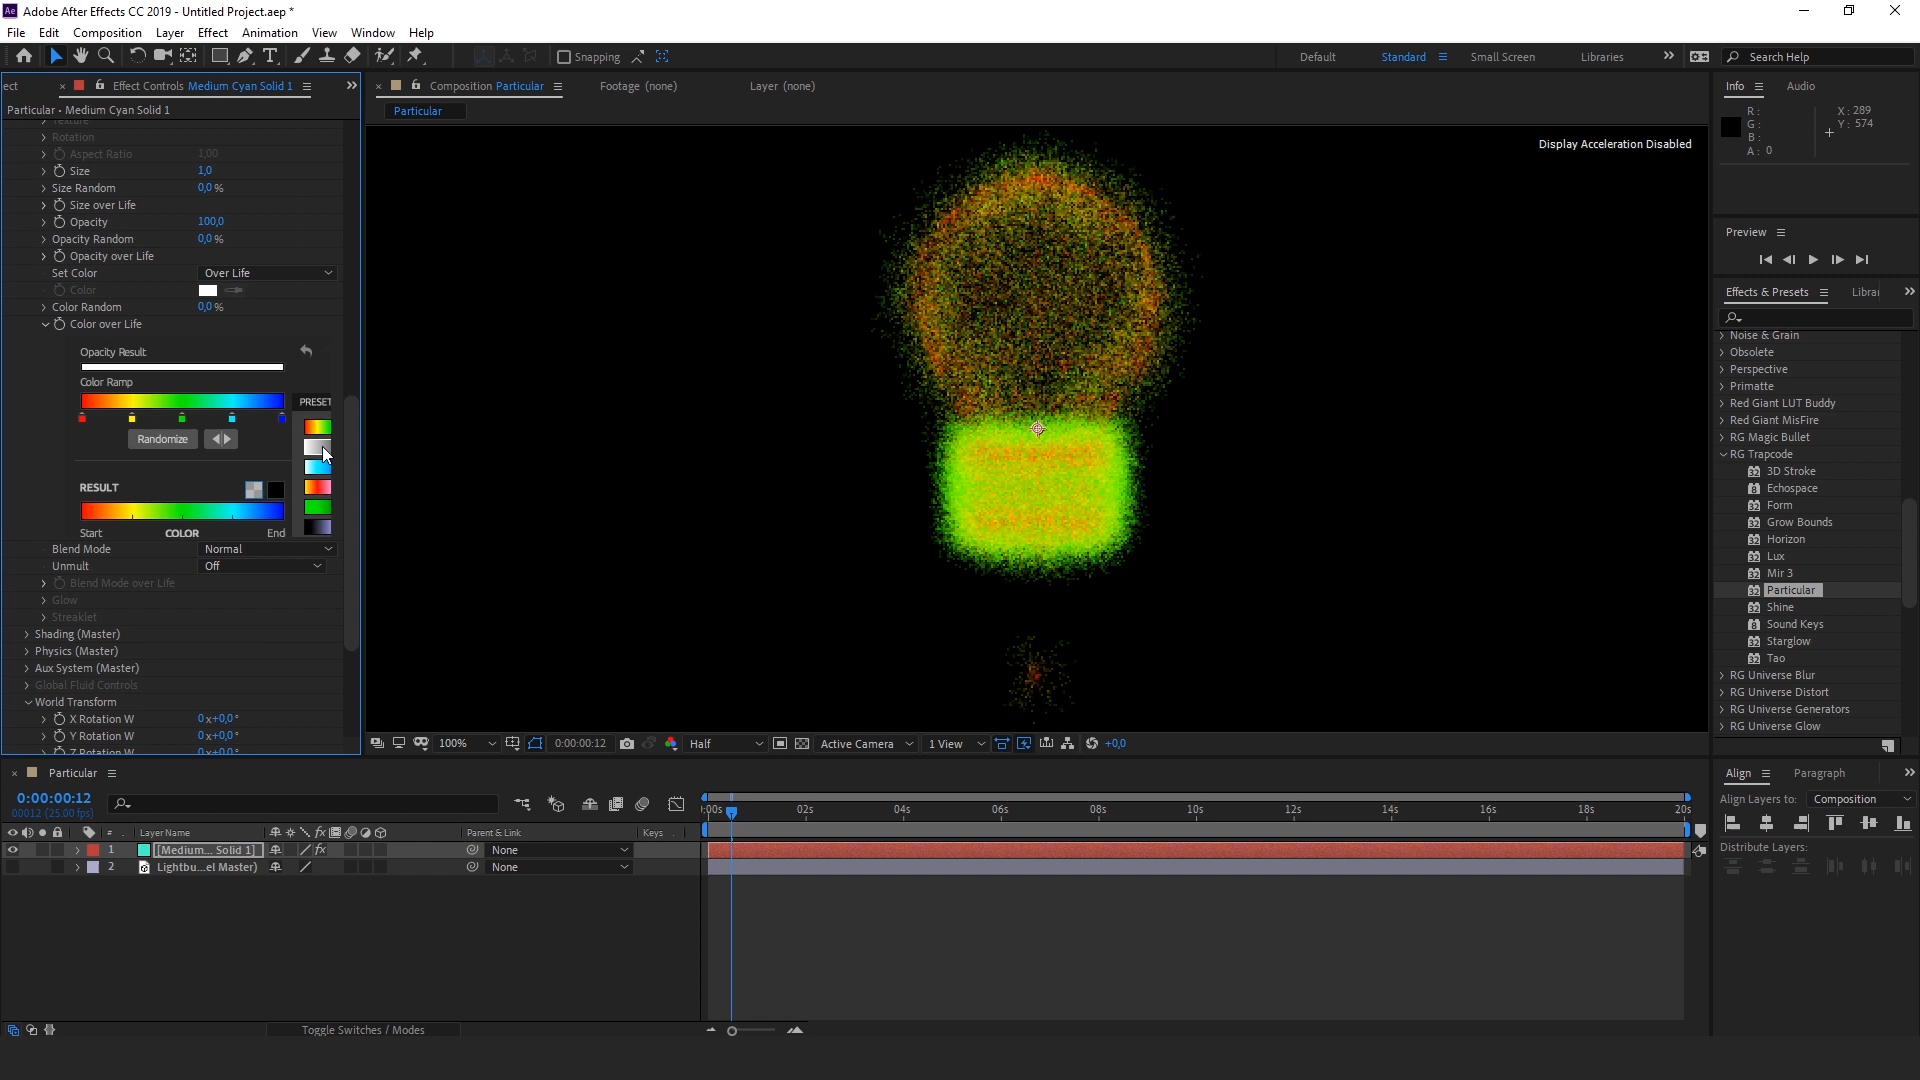 Adobe After Effects CC 2019 - Untitled Project.aep *
File Edit Composition Layer Effect Animation View Window Help
Snapping
Default Standard Small Screen Libraries Search Help
ect Effect Controls Medium Cyan Solid 1
Particular • Medium Cyan Solid 1
Texture
Rotation
Aspect Ratio 1,00
Size 1,0
Size Random 0,0 %
Size over Life
Opacity 100,0
Opacity Random 0,0 %
Opacity over Life
Set Color Over Life
Color
Color Random 0,0 %
Color over Life
Opacity Result
Color Ramp
PRESET
Randomize
RESULT
Start COLOR End
Blend Mode Normal
Unmult Off
Blend Mode over Life
Glow
Streaklet
Shading (Master)
Physics (Master)
Aux System (Master)
Global Fluid Controls
World Transform
X Rotation W 0x+0,0°
Y Rotation W 0x+0,0°
Z Rotation W 0x+0,0°
Composition Particular Footage (none) Layer (none)
Particular
Display Acceleration Disabled
100% 0:00:00:12 Half Active Camera 1 View +0,0
Info Audio
R: X: 289
G: Y: 574
B:
A: 0
Preview
Effects & Presets Librar
Noise & Grain
Obsolete
Perspective
Primatte
Red Giant LUT Buddy
Red Giant MisFire
RG Magic Bullet
RG Trapcode
3D Stroke
Echospace
Form
Grow Bounds
Horizon
Lux
Mir 3
Particular
Shine
Sound Keys
Starglow
Tao
RG Universe Blur
RG Universe Distort
RG Universe Generators
RG Universe Glow
Align Paragraph
Align Layers to: Composition
Distribute Layers:
Particular
0:00:00:12
00012 (25.00 fps)
:00s 02s 04s 06s 08s 10s 12s 14s 16s 18s 20s
# Layer Name Parent & Link Keys
1 [Medium... Solid 1] None
2 Lightbu...el Master) None
Toggle Switches / Modes